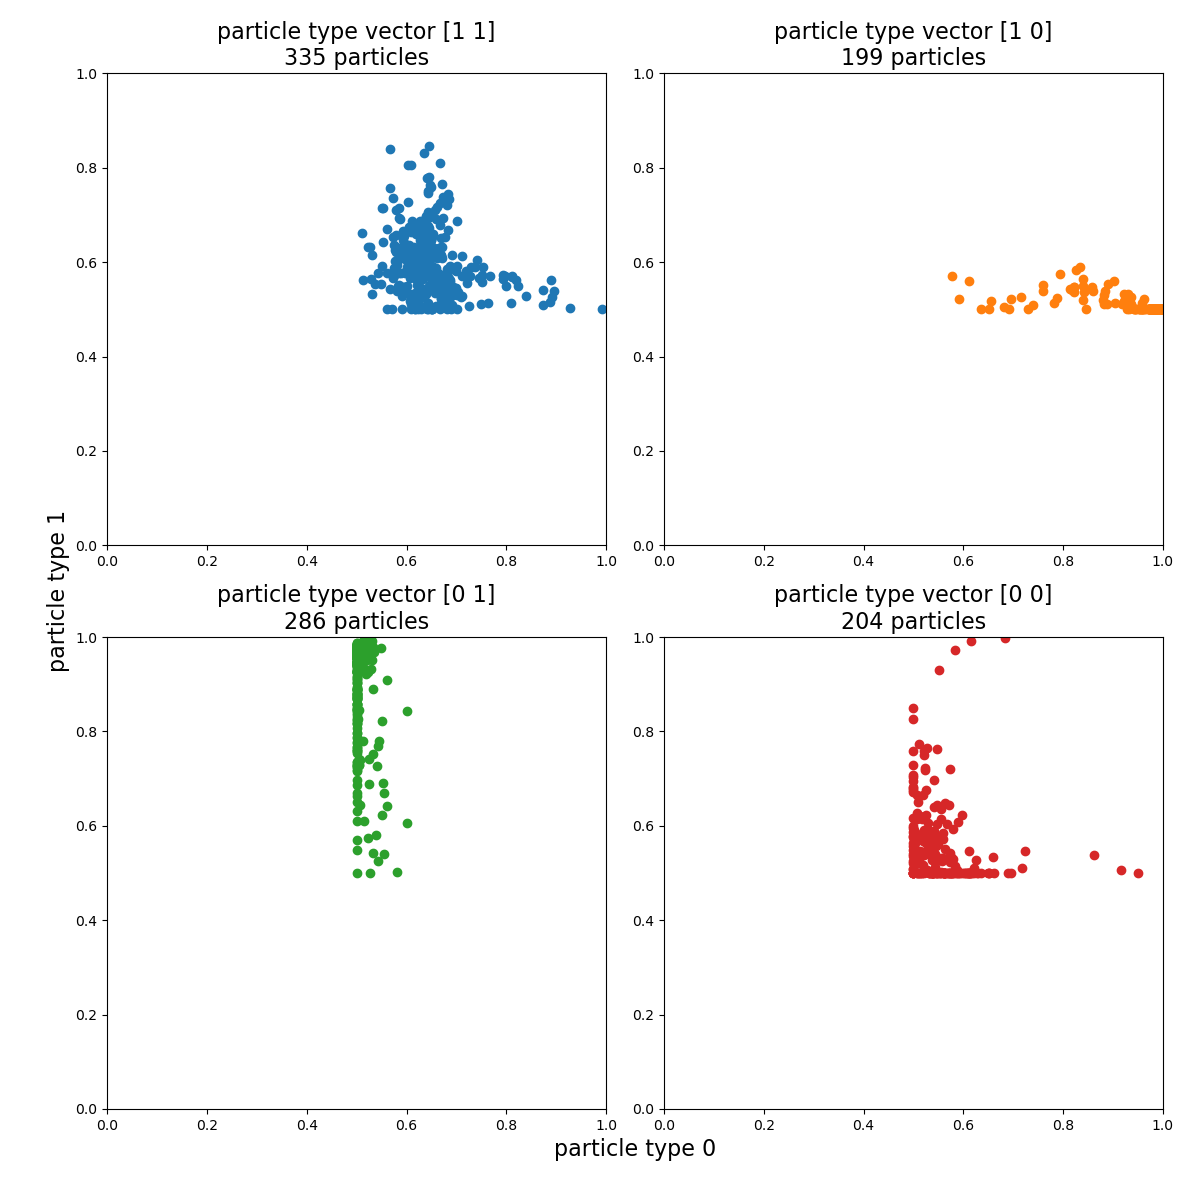 particle type vector [1 1]
335 particles
particle type vector [1 0]
199 particles
1.0
0.8
0.6
0.4
0.2
0.0
0.0 0.2 0.4 0.6 0.8 1.0
1.0
0.8
0.6
0.4
0.2
0.0
0.0 0.2 0.4 0.6 0.8 1.0
particle type 1
particle type vector [0 1]
286 particles
particle type vector [0 0]
204 particles
1.0
0.8
0.6
0.4
0.2
0.0
0.0 0.2 0.4 0.6 0.8 1.0
1.0
0.8
0.6
0.4
0.2
0.0
0.0 0.2 0.4 0.6 0.8 1.0
particle type 0